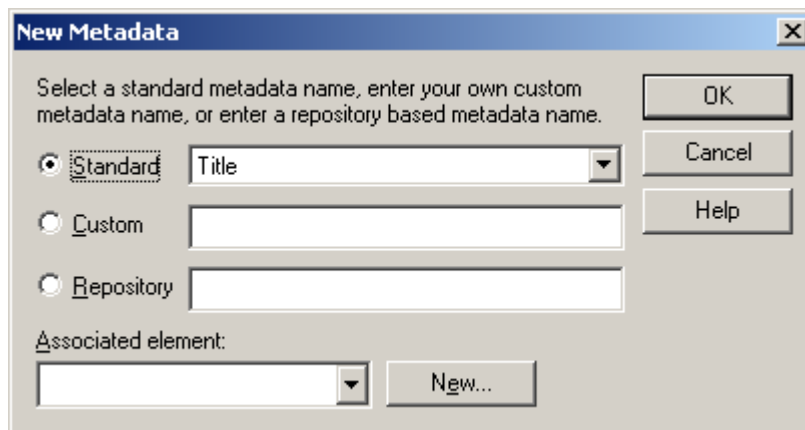 New Metadata
Select a standard metadata name, enter your own custom
metadata name, or enter a repository based metadata name.
OK
Standard
Title
Cancel
Custom
Help
Repository
Associated element:
New...